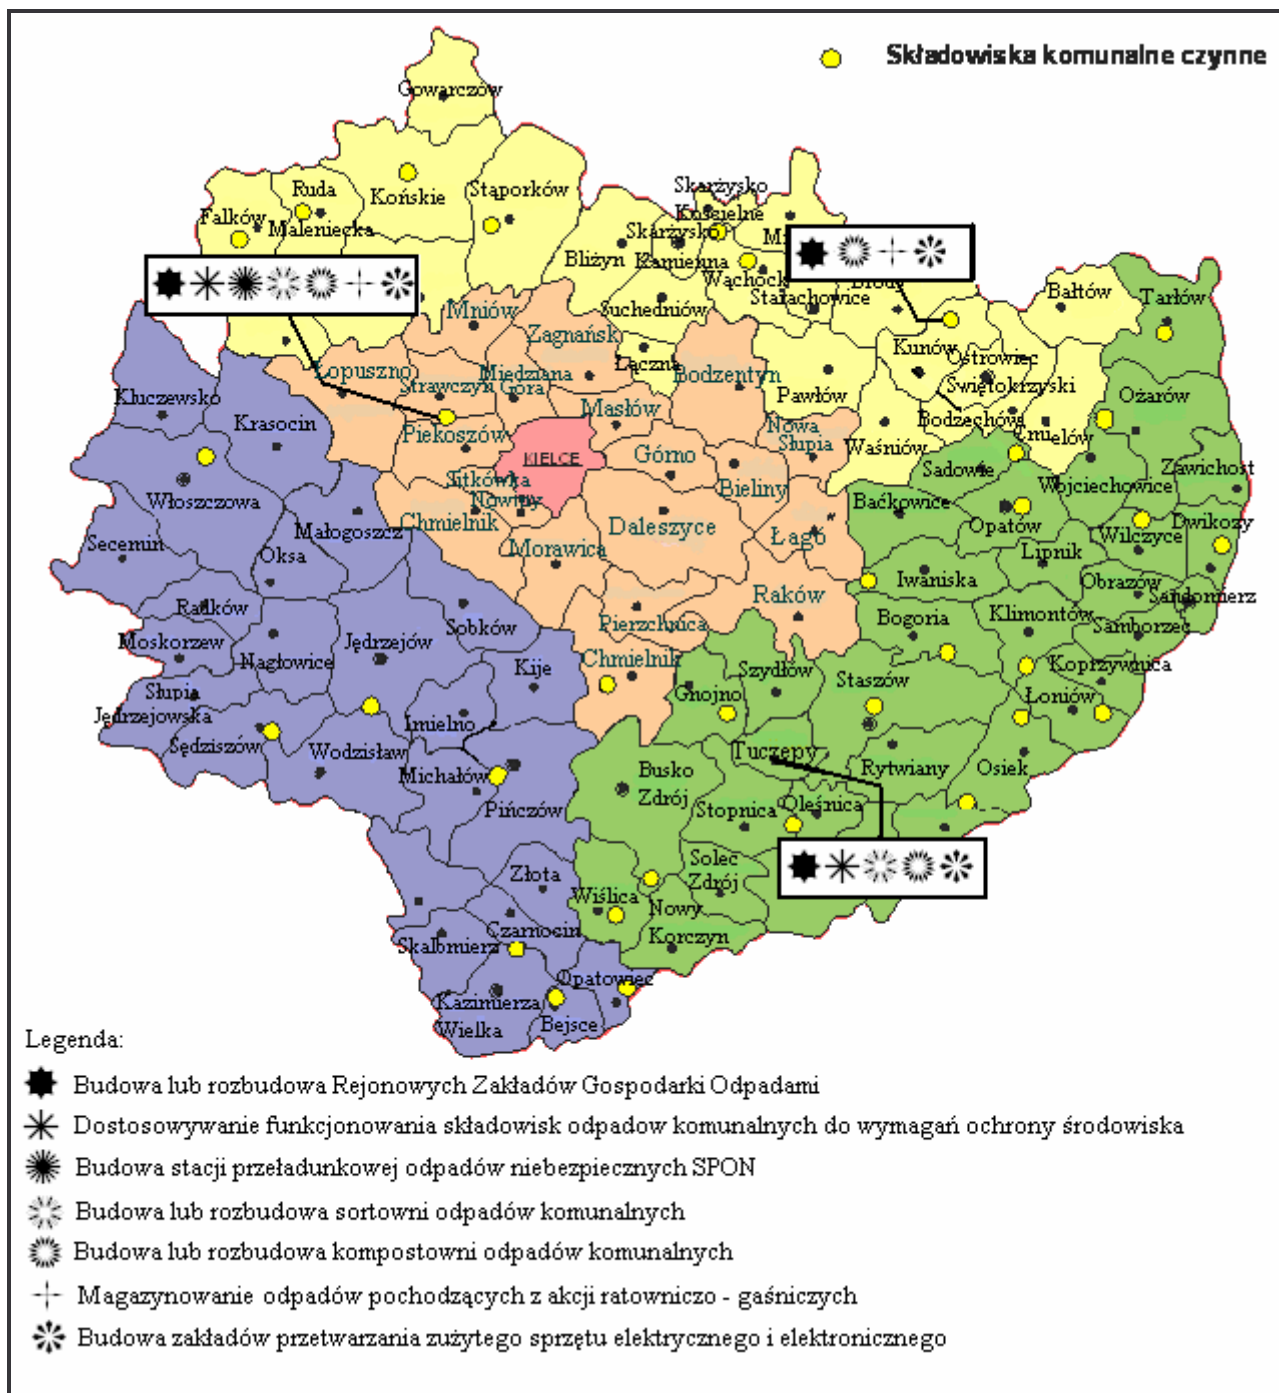 Składowiska komunalne czynne
Gowarczów
Ruda
Maleniecka
Końskie
Stąporków
Fałków
Skarżysko
Kościelne
Skarżysko
Kamienna
Bliżyn
Wąchock
Starachowice
Suchedniów
Bałtów
Tarłów
Mniów
Zagnańsk
Łączna
Bodzentyn
Kunów
Ostrowiec
Świętokrzyski
Pawłów
Bodzechów
Waśniów
Ożarów
Łopuszno
Strawczyn
Miedziana
Góra
Masłów
Nowa
Słupia
Kłuczewsko
Krasocin
Piekoszów
KIELCE
Górno
Bieliny
Sadowie
Wojciechowice
Zawichost
Włoszczowa
Sitkówka
Nowiny
Chmielnik
Małogoszcz
Morawica
Daleszyce
Łagó
Baćkowice
Opatów
Wilczyce
Dwikozy
Secemin
Oksa
Lipnik
Iwaniska
Obrazów
Sandomierz
Radków
Moskorzew
Nagłowice
Jędrzejów
Sobków
Pierzchnica
Raków
Bogoria
Klimontów
Samborzec
Koprzywnica
Słupia
Jędrzejowska
Kije
Chmielnik
Gnojno
Szydłów
Staszów
Łoniów
Sędziszów
Wodzisław
Imielno
Michałów
Pińczów
Tuczępy
Rytwiany
Osiek
Busko
Zdrój
Stopnica
Oleśnica
Złota
Wiślica
Solec
Zdrój
Nowy
Korczyn
Skalbmierz
Czarnocin
Opatowiec
Kazimierza
Wielka
Bejsce
Legenda:
Budowa lub rozbudowa Rejonowych Zakładów Gospodarki Odpadami
Dostosowywanie funkcjonowania składowisk odpadow komunalnych do wymagań ochrony środowiska
Budowa stacji przeładunkowej odpadów niebezpiecznych SPON
Budowa lub rozbudowa sortowni odpadów komunalnych
Budowa lub rozbudowa kompostowni odpadów komunalnych
Magazynowanie odpadów pochodzących z akcji ratowniczo - gaśniczych
Budowa zakładów przetwarzania zużytego sprzętu elektrycznego i elektronicznego